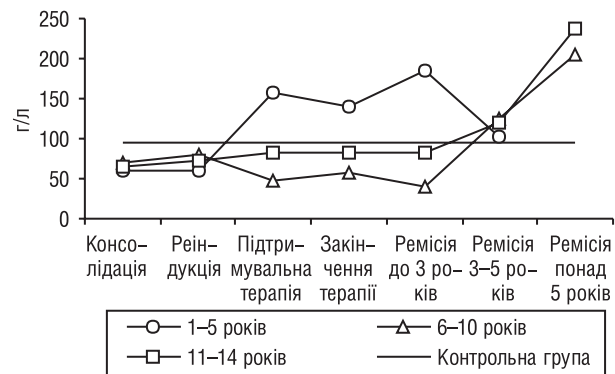 250
200
150
100
50
0
г/л
Консо-
лідація
Реін-
дукція
Підтри-
мувальна
терапія
Закін-
чення
терапії
Ремісія
до 3 ро-
ків
Ремісія
3–5 ро-
ків
Ремісія
понад
5 років
1–5 років
6–10 років
11–14 років
Контрольна група